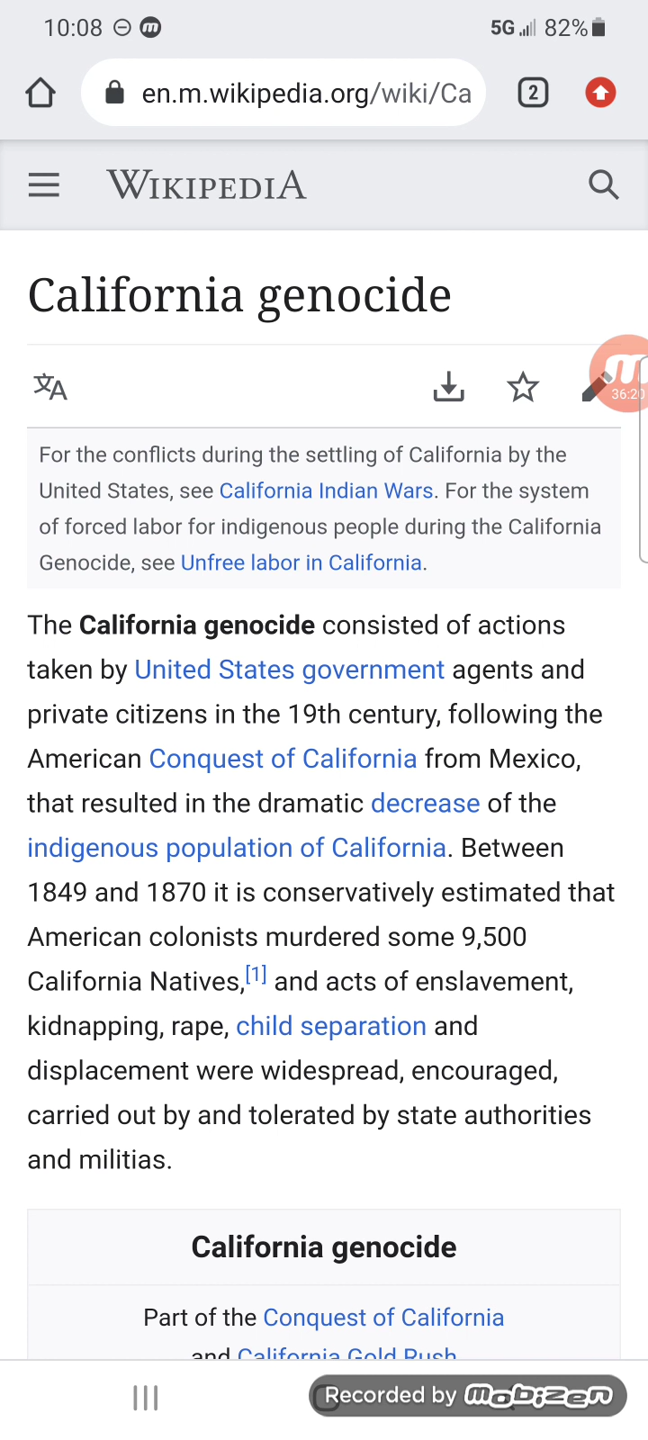 10:08
5G 82%
en.m.wikipedia.org/wiki/Ca
2
WIKIPEDIA
California genocide
文A
36:20
For the conflicts during the settling of California by the
United States, see California Indian Wars. For the system
of forced labor for indigenous people during the California
Genocide, see Unfree labor in California.
The California genocide consisted of actions
taken by United States government agents and
private citizens in the 19th century, following the
American Conquest of California from Mexico,
that resulted in the dramatic decrease of the
indigenous population of California. Between
1849 and 1870 it is conservatively estimated that
American colonists murdered some 9,500
California Natives,[1] and acts of enslavement,
kidnapping, rape, child separation and
displacement were widespread, encouraged,
carried out by and tolerated by state authorities
and militias.
California genocide
Part of the Conquest of California
and California Gold Rush
Recorded by mobizen